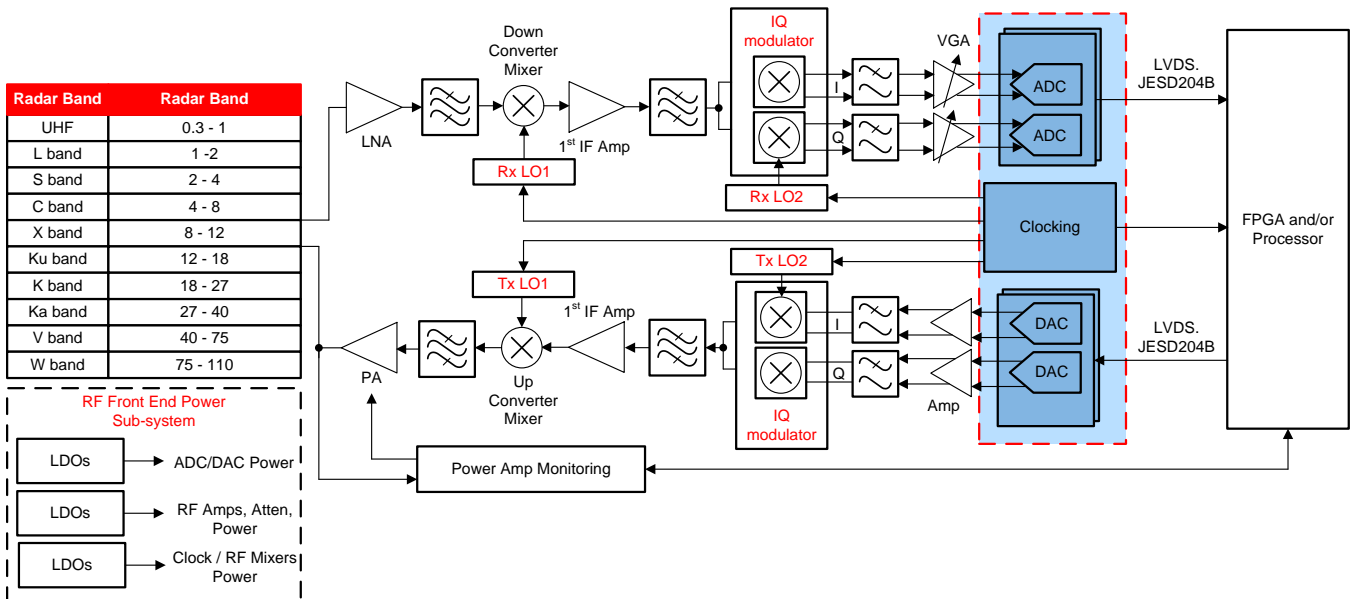 Radar Band Radar Band
UHF 0.3 - 1
L band 1 -2
S band 2 - 4
C band 4 - 8
X band 8 - 12
Ku band 12 - 18
K band 18 - 27
Ka band 27 - 40
V band 40 - 75
W band 75 - 110
RF Front End Power
Sub-system
LDOs
ADC/DAC Power
LDOs
RF Amps, Atten,
Power
LDOs
Clock / RF Mixers
Power
LNA
Down
Converter
Mixer
Rx LO1
1st IF Amp
IQ
modulator
I
Q
Rx LO2
VGA
ADC
ADC
LVDS.
JESD204B
Clocking
FPGA and/or
Processor
Tx LO1
Tx LO2
PA
Up
Converter
Mixer
1st IF Amp
I
Q
IQ
modulator
Amp
DAC
DAC
LVDS.
JESD204B
Power Amp Monitoring